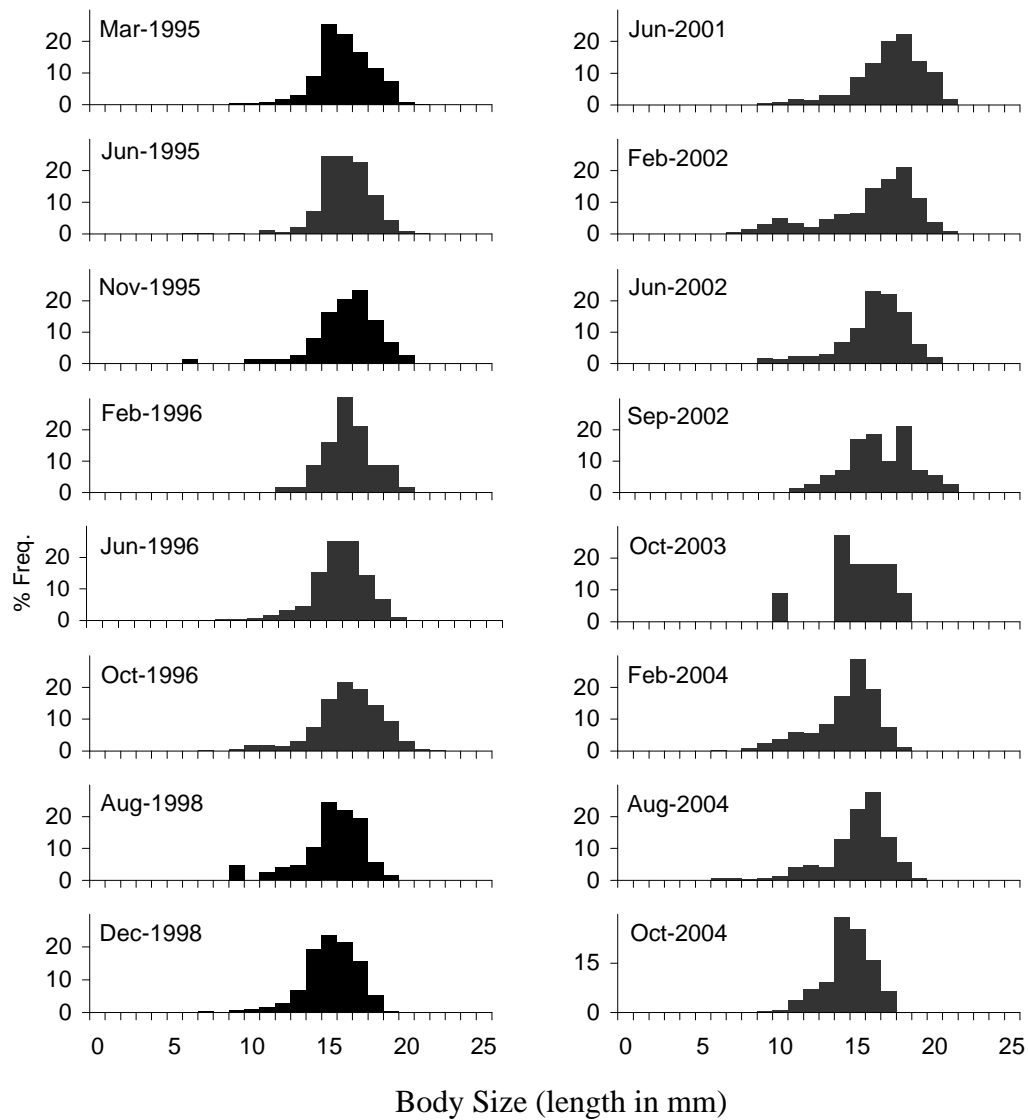 Mar-1995
20
10
0
Jun-1995
20
10
0
Nov-1995
20
10
0
Feb-1996
20
10
0
Jun-1996
20
10
0
% Freq.
Oct-1996
20
10
0
Aug-1998
20
10
0
Dec-1998
20
10
0
0 5 10 15 20 25
Jun-2001
20
10
0
Feb-2002
20
10
0
Jun-2002
20
10
0
Sep-2002
20
10
0
Oct-2003
20
10
0
Feb-2004
20
10
0
Aug-2004
20
10
0
Oct-2004
15
0
0 5 10 15 20 25
Body Size (length in mm)